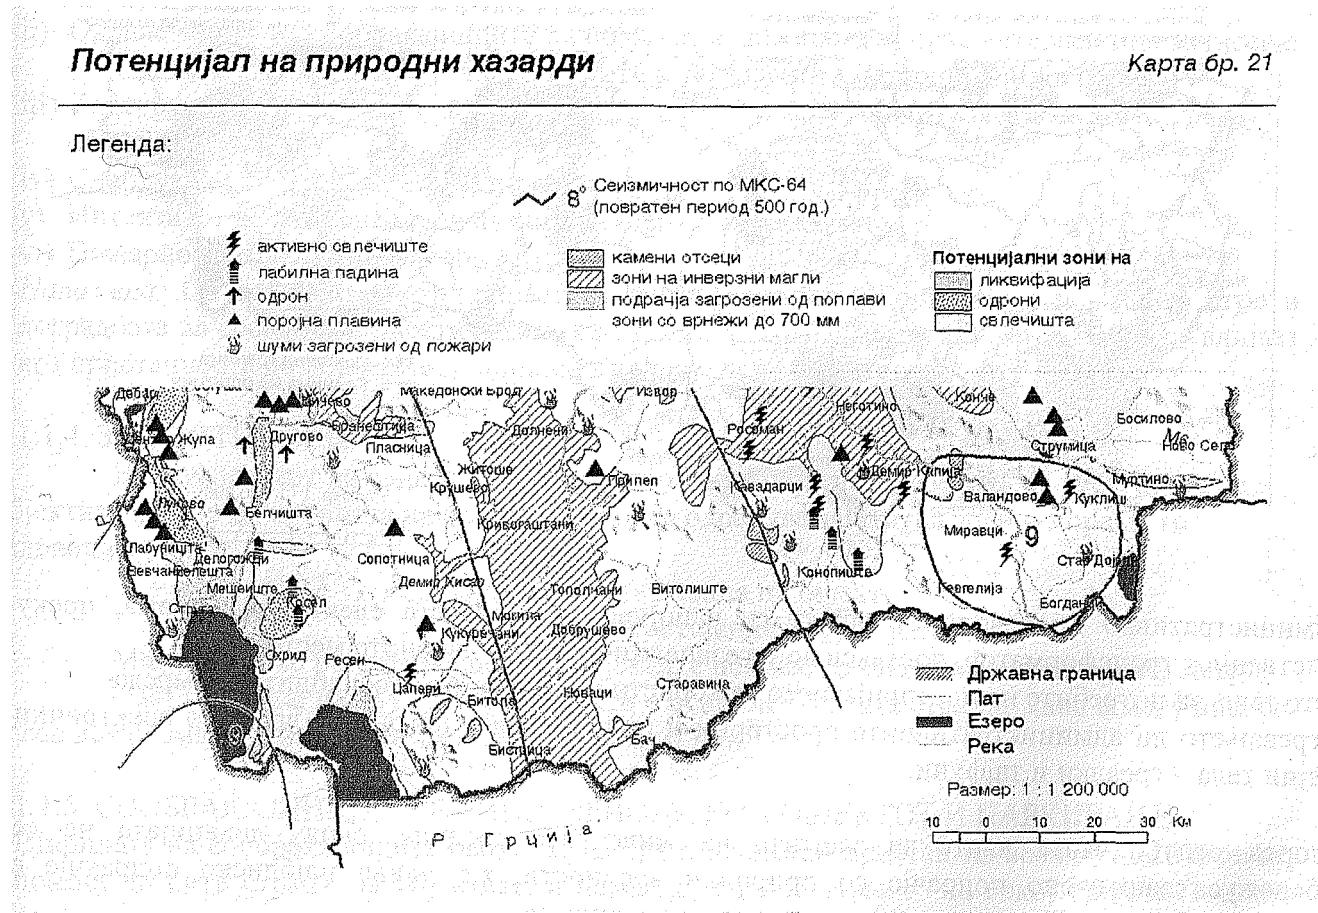 Потенцијал на природни хазарди
Карта бр. 21
Легенда:
8° Сеизмичност по МКС-64
(повратен период 500 год.)
активно свлечиште
лабилна падина
одрон
поројна плавина
шуми загрозени од пожари
камени отсеци
зони на инверзни магли
подрачја загрозени од поплави
зони со врнежи до 700 мм
Потенцијални зони на
ликвифација
одрони
свлечишта
Дебар
Македонски Брод
Извор
Неготино
Конче
Босилово
Ново Село
Струмица
Росоман
Долнени
Другово
Пласница
Жупа
Житоше
Крушево
Прилеп
Кавадарци
Демир Капија
Валандово
Куклиш
Муртино
Белчишта
Кривогаштани
Миравци
9
Лабуништа
Делогожди
Сопотница
Вевчани
Велешта
Мешеишта
Демир Хисар
Тополчани
Витолиште
Конопиште
Стар Дојран
Гевгелија
Богданци
Струга
Косел
Могила
Кукуречани
Добрушево
Охрид
Ресен
Цапари
Битола
Новаци
Старавина
Бистрица
Бач
Р. Грција
Државна граница
Пат
Езеро
Река
Размер: 1 : 1 200 000
10 0 10 20 30 Км